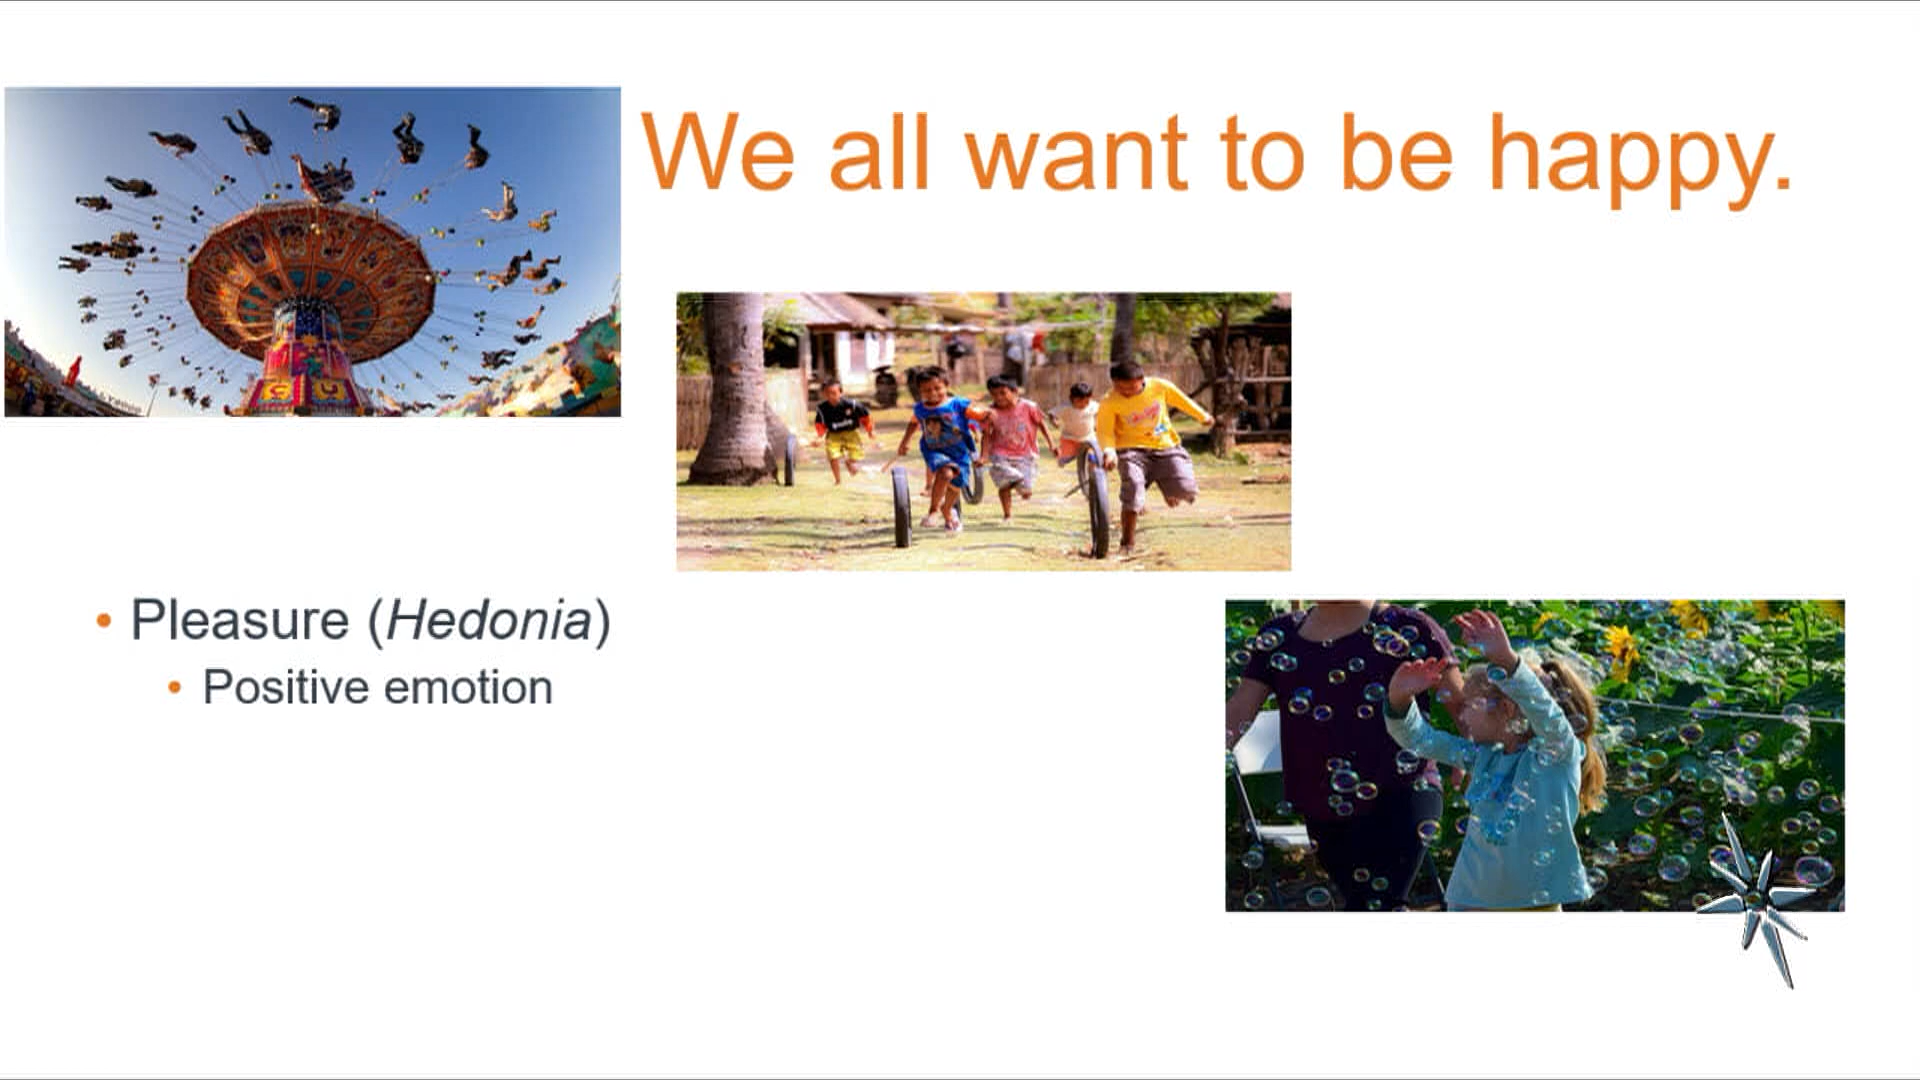 We all want to be happy.
• Pleasure (Hedonia)
• Positive emotion